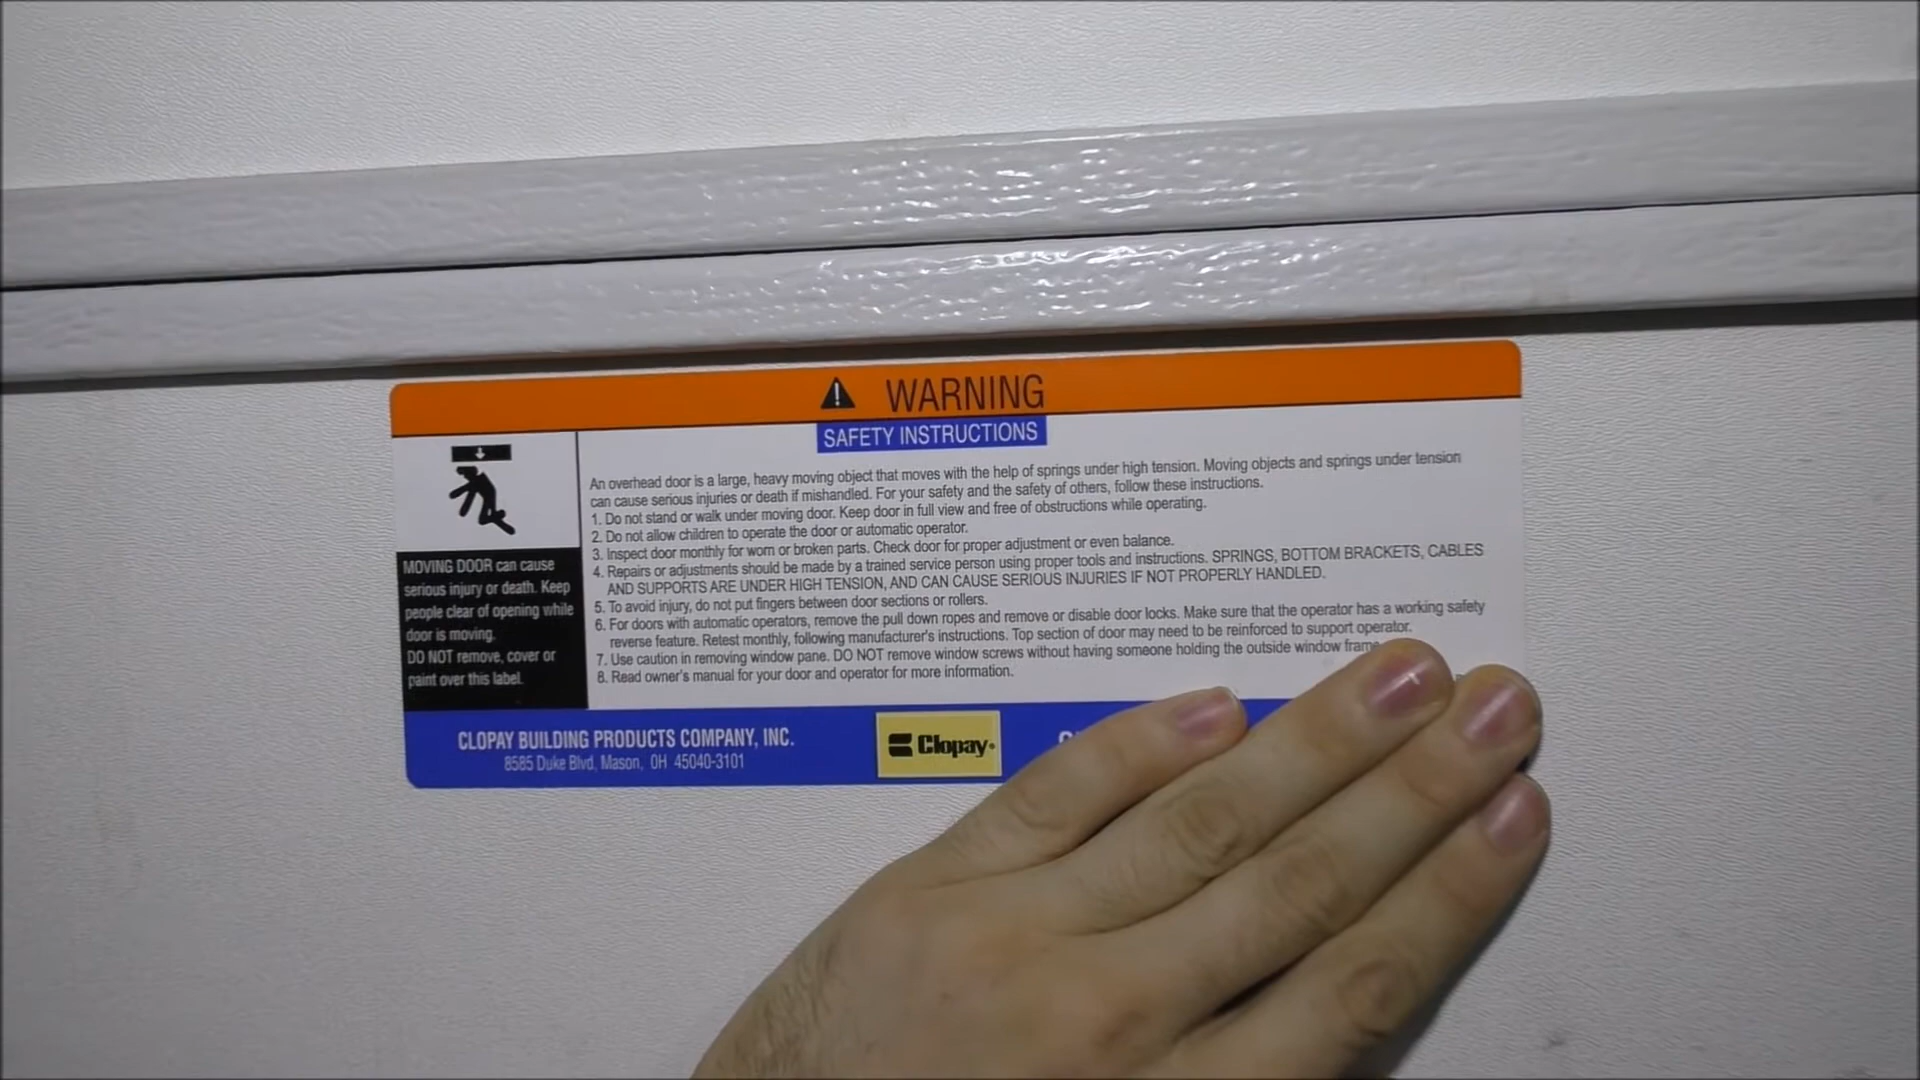 WARNING
SAFETY INSTRUCTIONS
An overhead door is a large, heavy moving object that moves with the help of springs under high tension. Moving objects and springs under tension
can cause serious injuries or death if mishandled. For your safety and the safety of others, follow these instructions.
1. Do not stand or walk under moving door. Keep door in full view and free of obstructions while operating.
2. Do not allow children to operate the door or automatic operator.
3. Inspect door monthly for worn or broken parts. Check door for proper adjustment or even balance.
4. Repairs or adjustments should be made by a trained service person using proper tools and instructions. SPRINGS, BOTTOM BRACKETS, CABLES
AND SUPPORTS ARE UNDER HIGH TENSION, AND CAN CAUSE SERIOUS INJURIES IF NOT PROPERLY HANDLED.
5. To avoid injury, do not put fingers between door sections or rollers.
6. For doors with automatic operators, remove the pull down ropes and remove or disable door locks. Make sure that the operator has a working safety
reverse feature. Retest monthly, following manufacturer's instructions. Top section of door may need to be reinforced to support operator.
7. Use caution in removing window pane. DO NOT remove window screws without having someone holding the outside window frame
8. Read owner's manual for your door and operator for more information.
MOVING DOOR can cause
serious injury or death. Keep
people clear of opening while
door is moving.
DO NOT remove, cover or
paint over this label.
CLOPAY BUILDING PRODUCTS COMPANY, INC.
8585 Duke Blvd, Mason, OH 45040-3101
Clopay